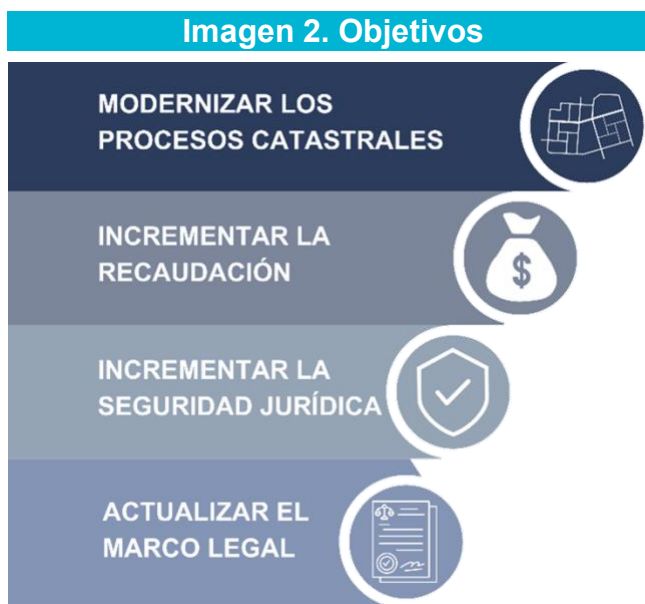 Imagen 2. Objetivos
MODERNIZAR LOS
PROCESOS CATASTRALES
INCREMENTAR LA
RECAUDACIÓN
$
INCREMENTAR LA
SEGURIDAD JURÍDICA
ACTUALIZAR EL
MARCO LEGAL